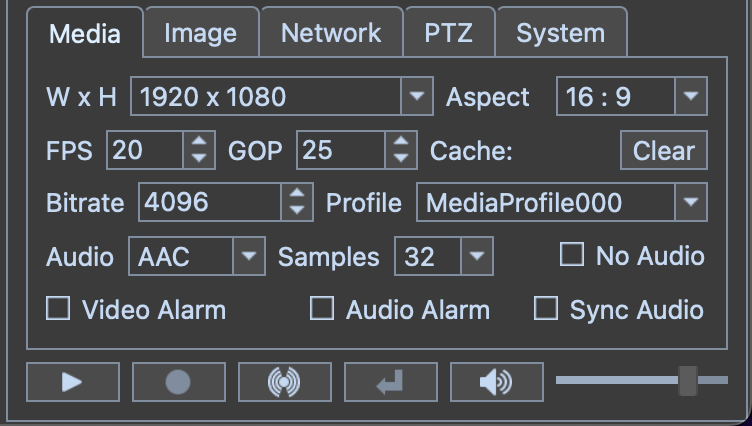 Media Image Network PTZ System
W x H 1920 x 1080 Aspect 16 : 9
FPS 20 GOP 25 Cache: Clear
Bitrate 4096 Profile MediaProfile000
Audio AAC Samples 32 No Audio
Video Alarm Audio Alarm Sync Audio